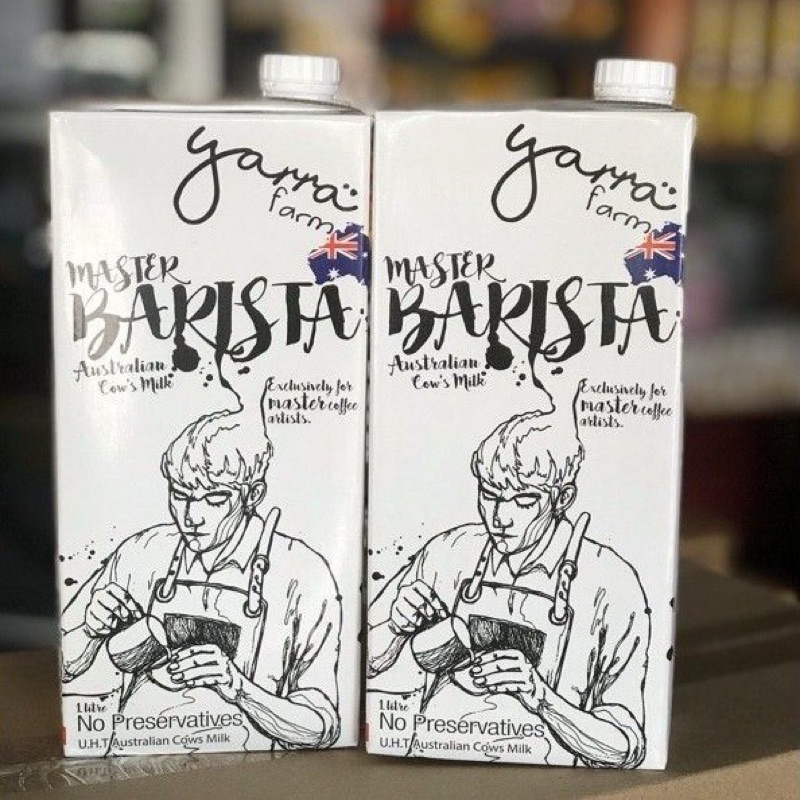 yarra
farm
MASTER
BARISTA
Australian
Cow's Milk
Exclusively for
master coffee
artists.
1 litre
No Preservatives
U.H.T Australian Cows Milk
yarra
farm
MASTER
BARISTA
Australian
Cow's Milk
Exclusively for
master coffee
artists.
1 litre
No Preservatives
U.H.T Australian Cows Milk